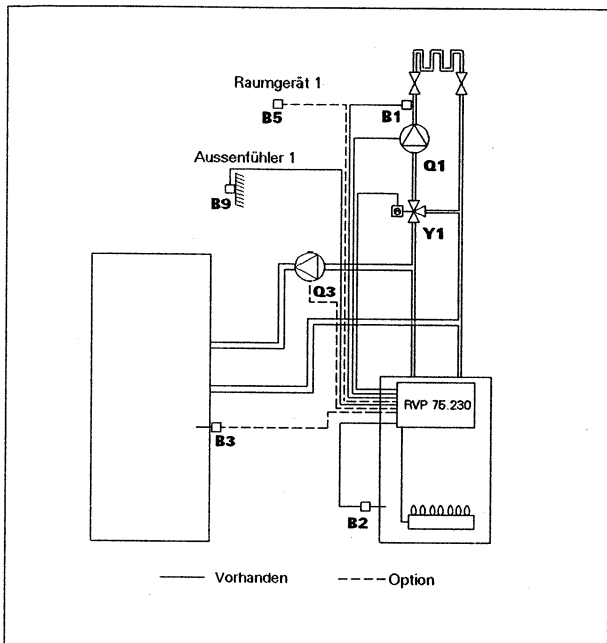 Raumgerät 1
B5
B1
Q1
Aussenfühler 1
B9
Y1
Q3
RVP 75.230
B3
B2
Vorhanden
Option